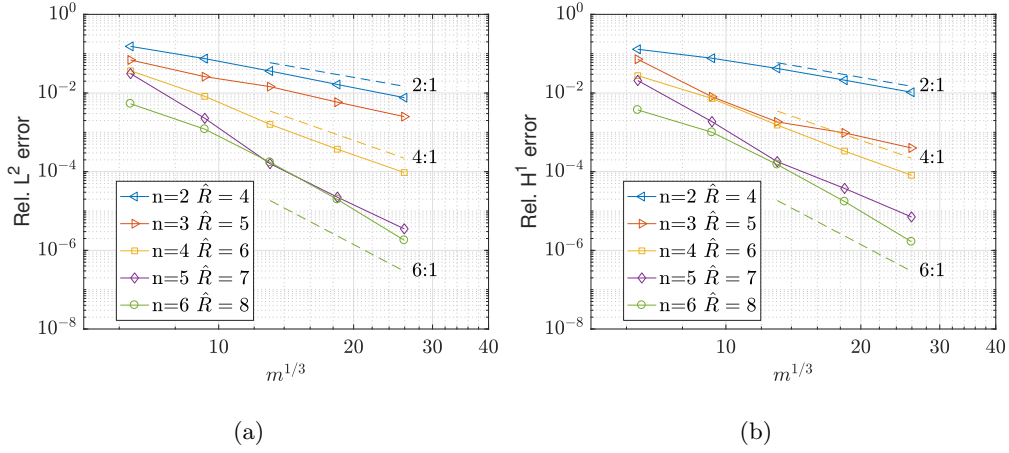 10^0
10^-2
10^-4
10^-6
10^-8
Rel. L^2 error
2:1
4:1
6:1
n=2 R̂ = 4
n=3 R̂ = 5
n=4 R̂ = 6
n=5 R̂ = 7
n=6 R̂ = 8
10 20 30 40
m^1/3
(a)
10^0
10^-2
10^-4
10^-6
10^-8
Rel. H^1 error
2:1
4:1
6:1
n=2 R̂ = 4
n=3 R̂ = 5
n=4 R̂ = 6
n=5 R̂ = 7
n=6 R̂ = 8
10 20 30 40
m^1/3
(b)